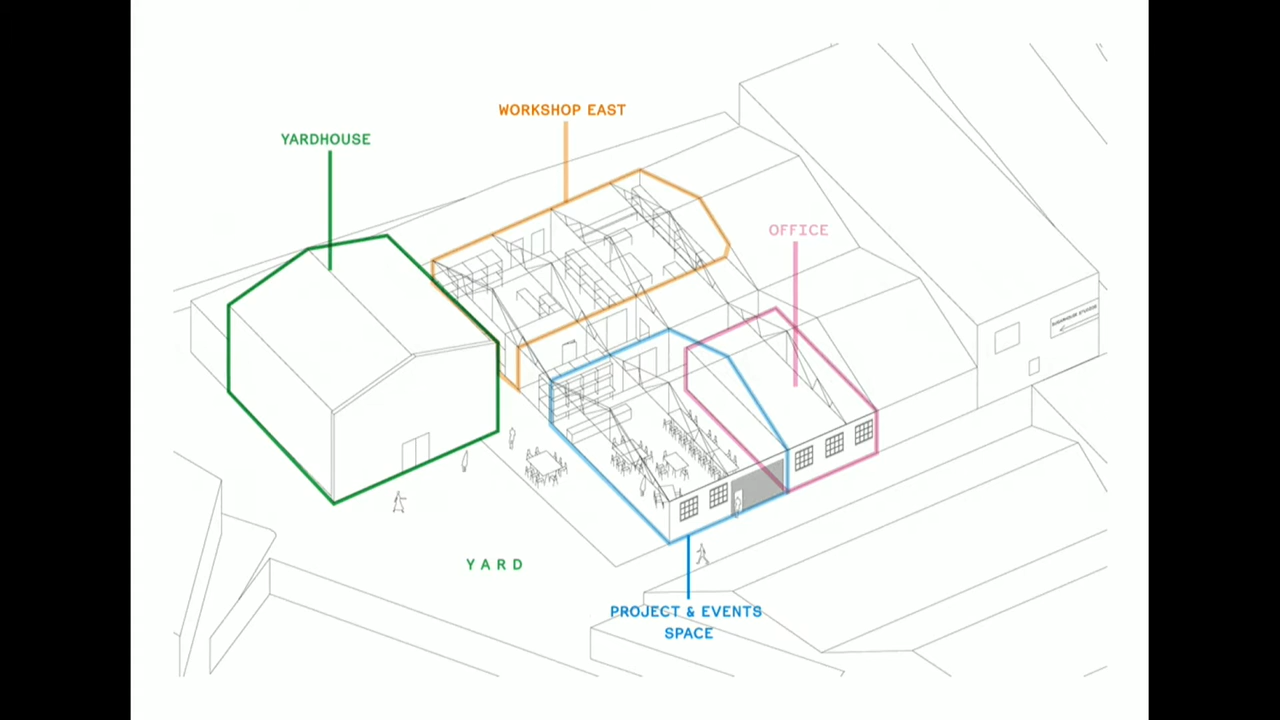 WORKSHOP EAST
YARDHOUSE
OFFICE
YARD
PROJECT & EVENTS
SPACE